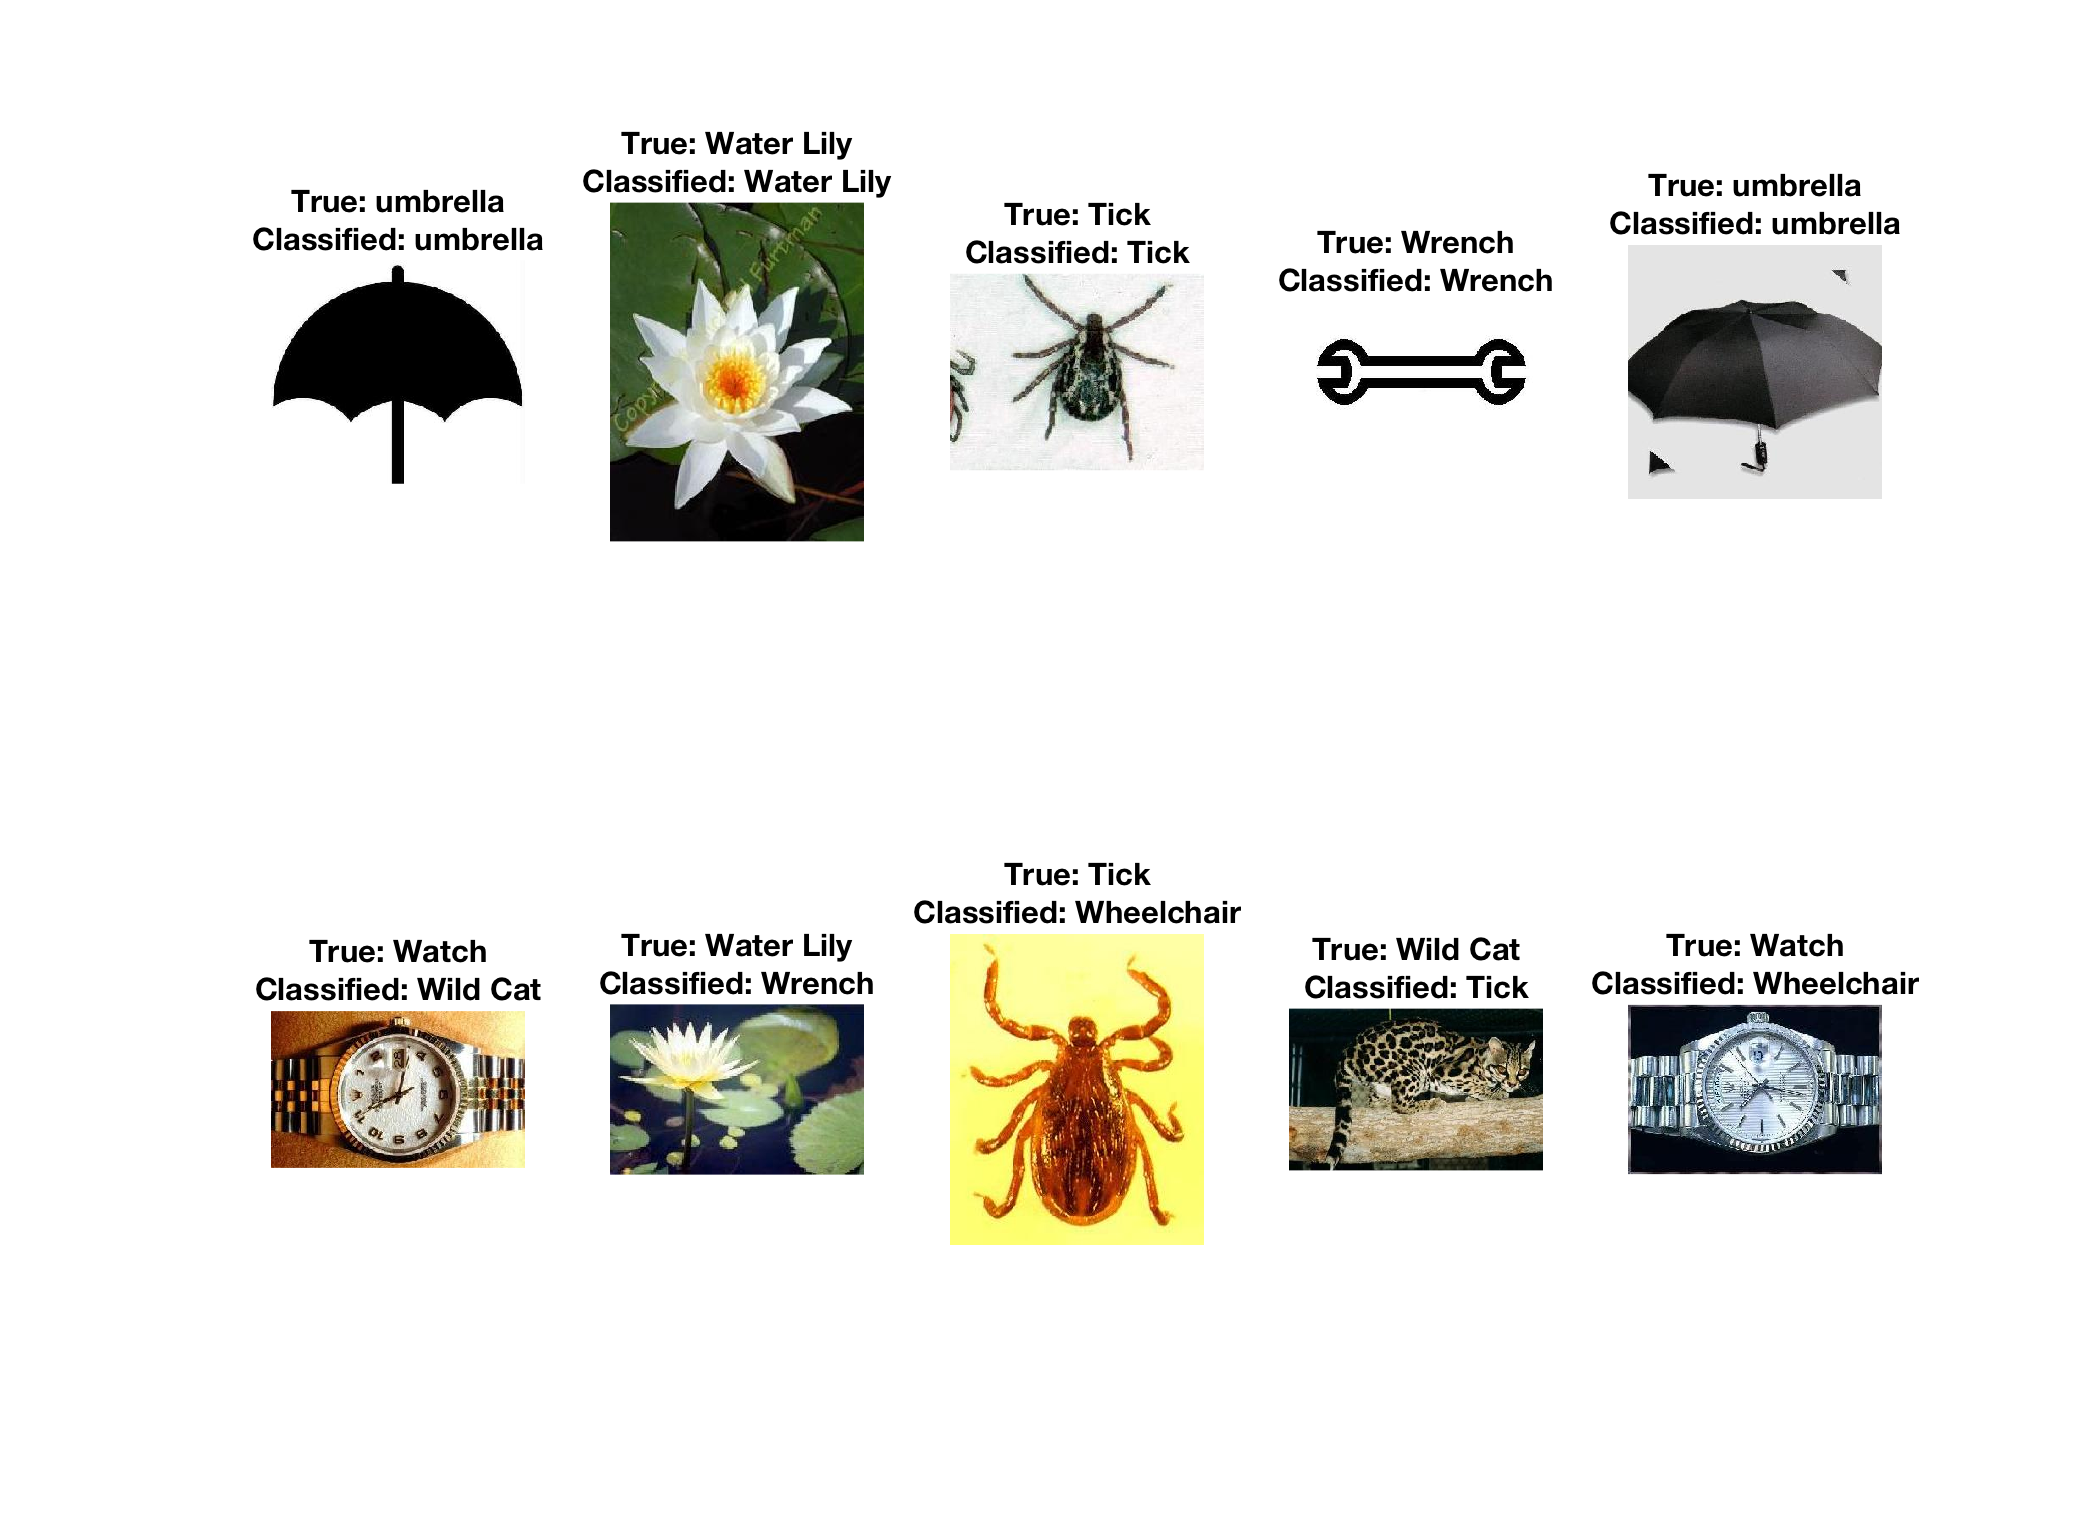 True: umbrella
Classified: umbrella
True: Water Lily
Classified: Water Lily
True: Tick
Classified: Tick
True: Wrench
Classified: Wrench
True: umbrella
Classified: umbrella
True: Watch
Classified: Wild Cat
True: Water Lily
Classified: Wrench
True: Tick
Classified: Wheelchair
True: Wild Cat
Classified: Tick
True: Watch
Classified: Wheelchair